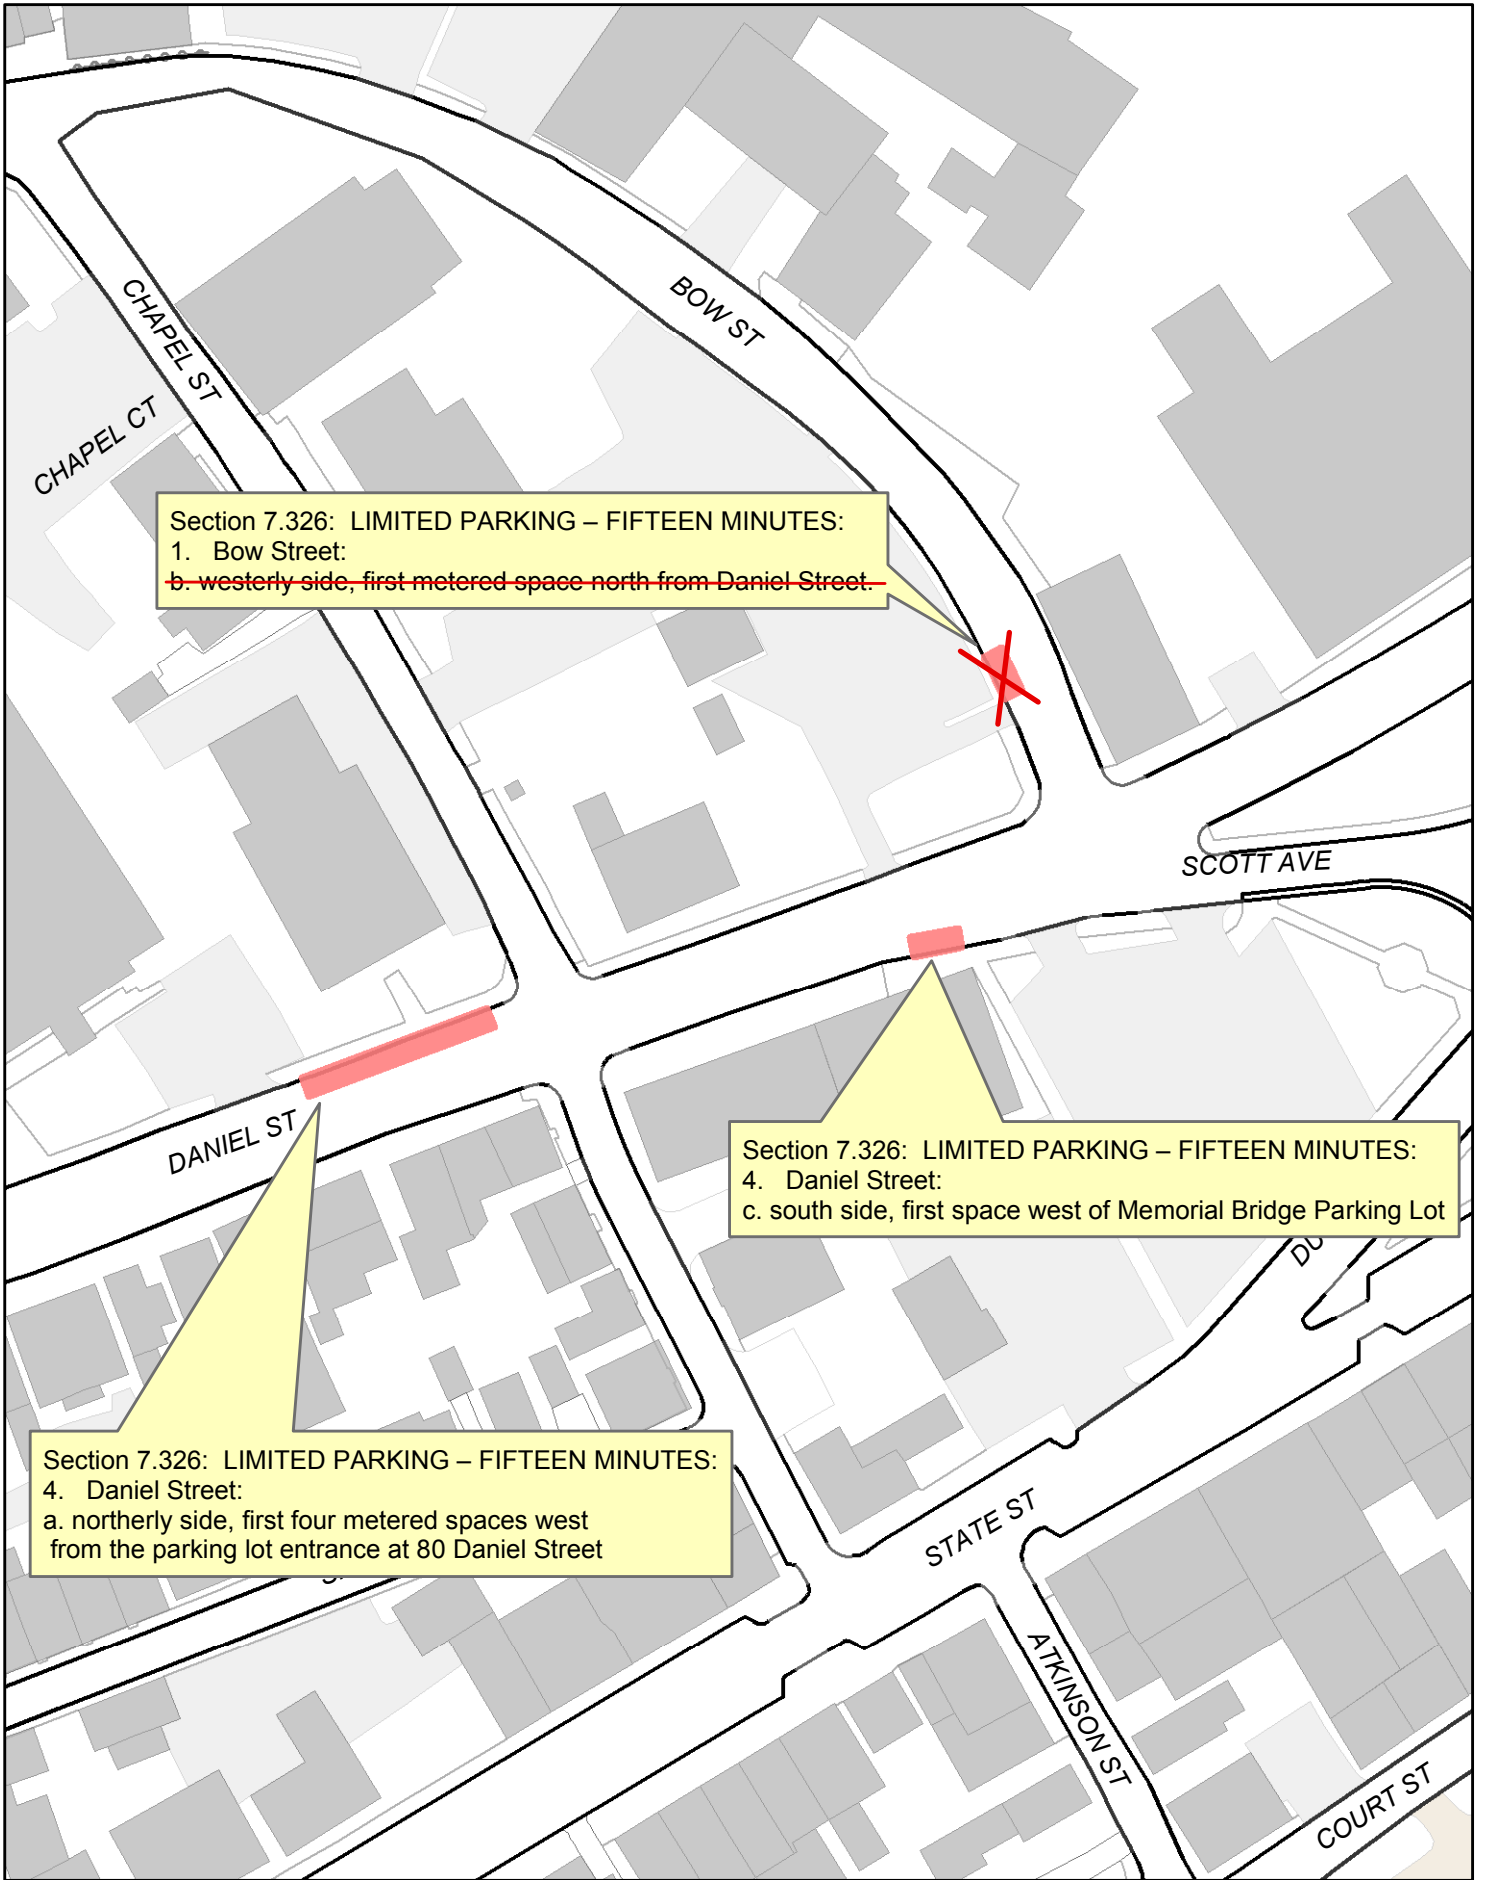 BOW ST
CHAPEL ST
CHAPEL CT
Section 7.326: LIMITED PARKING – FIFTEEN MINUTES:
1. Bow Street:
b. westerly side, first metered space north from Daniel Street.
SCOTT AVE
DANIEL ST
Section 7.326: LIMITED PARKING – FIFTEEN MINUTES:
4. Daniel Street:
c. south side, first space west of Memorial Bridge Parking Lot
Section 7.326: LIMITED PARKING – FIFTEEN MINUTES:
4. Daniel Street:
a. northerly side, first four metered spaces west
from the parking lot entrance at 80 Daniel Street
STATE ST
ATKINSON ST
COURT ST